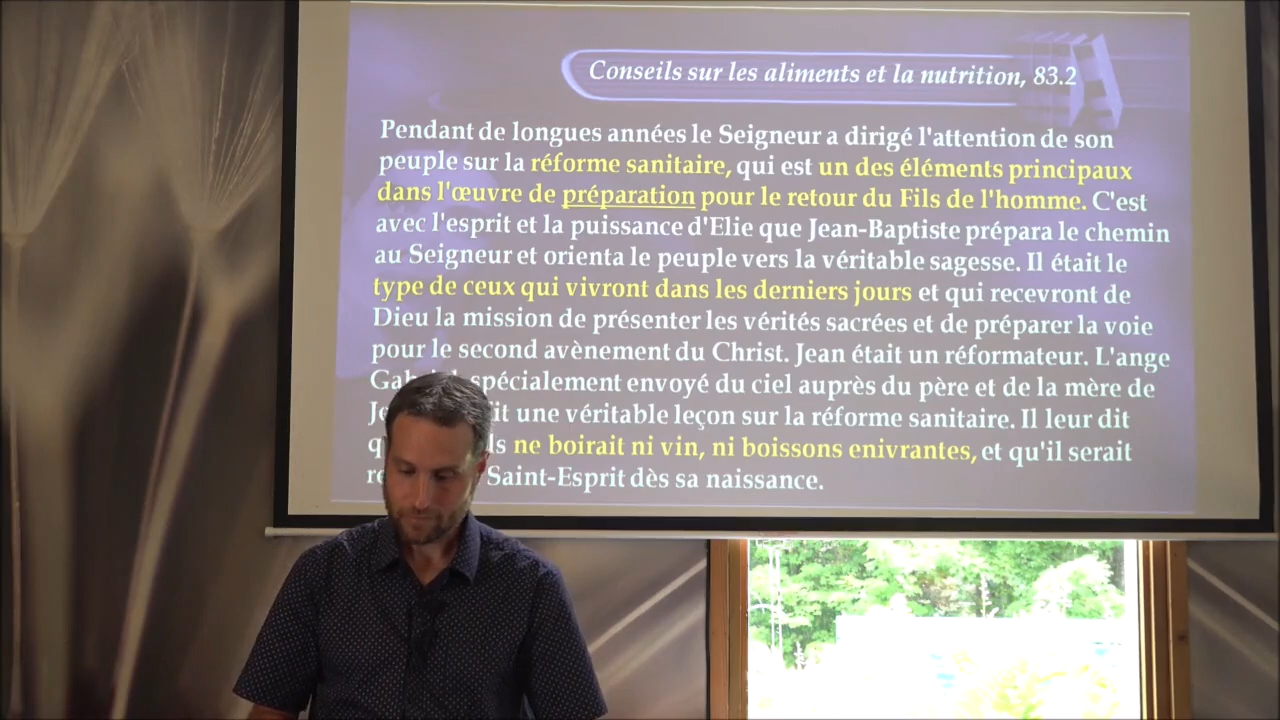 Conseils sur les aliments et la nutrition, 83.2
Pendant de longues années le Seigneur a dirigé l'attention de son
peuple sur la réforme sanitaire, qui est un des éléments principaux
dans l'œuvre de préparation pour le retour du Fils de l'homme. C'est
avec l'esprit et la puissance d'Elie que Jean-Baptiste prépara le chemin
au Seigneur et orienta le peuple vers la véritable sagesse. Il était le
type de ceux qui vivront dans les derniers jours et qui recevront de
Dieu la mission de présenter les vérités sacrées et de préparer la voie
pour le second avènement du Christ. Jean était un réformateur. L'ange
spécialement envoyé du ciel auprès du père et de la mère de
une véritable leçon sur la réforme sanitaire. Il leur dit
ne boirait ni vin, ni boissons enivrantes, et qu'il serait
Saint-Esprit dès sa naissance.